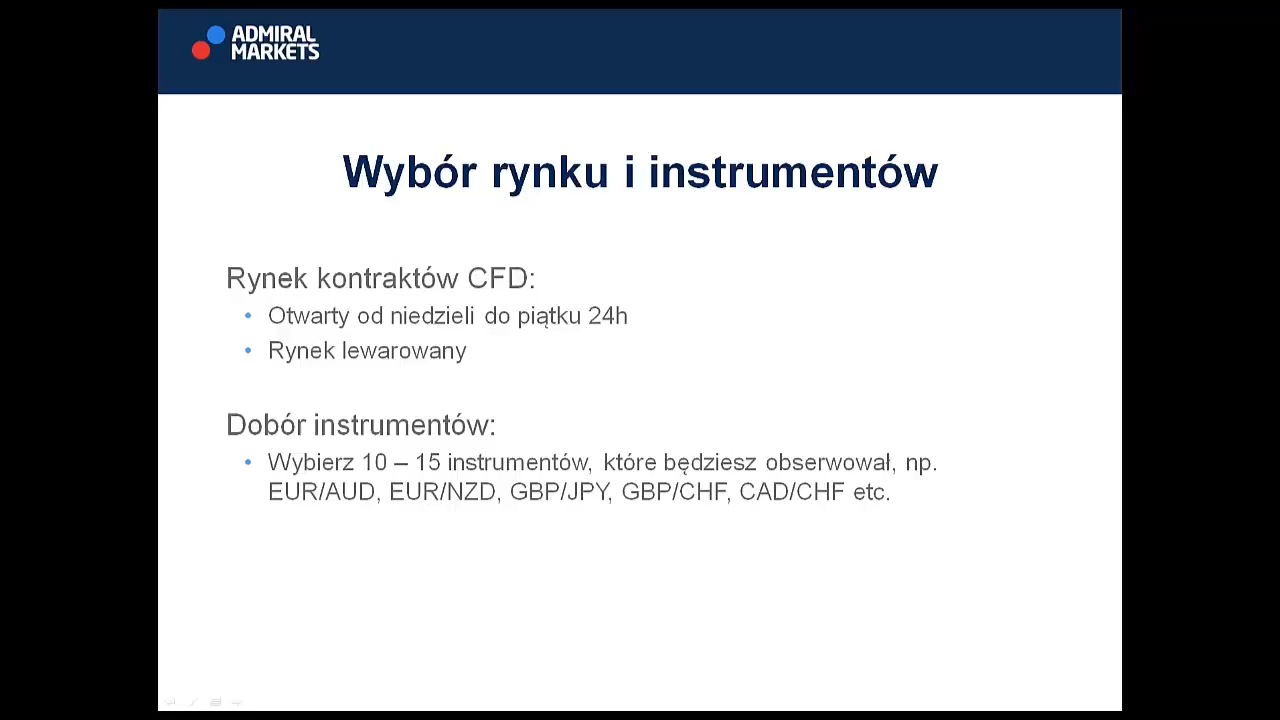 ADMIRAL
MARKETS
Wybór rynku i instrumentów
Rynek kontraktów CFD:
• Otwarty od niedzieli do piątku 24h
• Rynek lewarowany
Dobór instrumentów:
• Wybierz 10 – 15 instrumentów, które będziesz obserwował, np.
EUR/AUD, EUR/NZD, GBP/JPY, GBP/CHF, CAD/CHF etc.